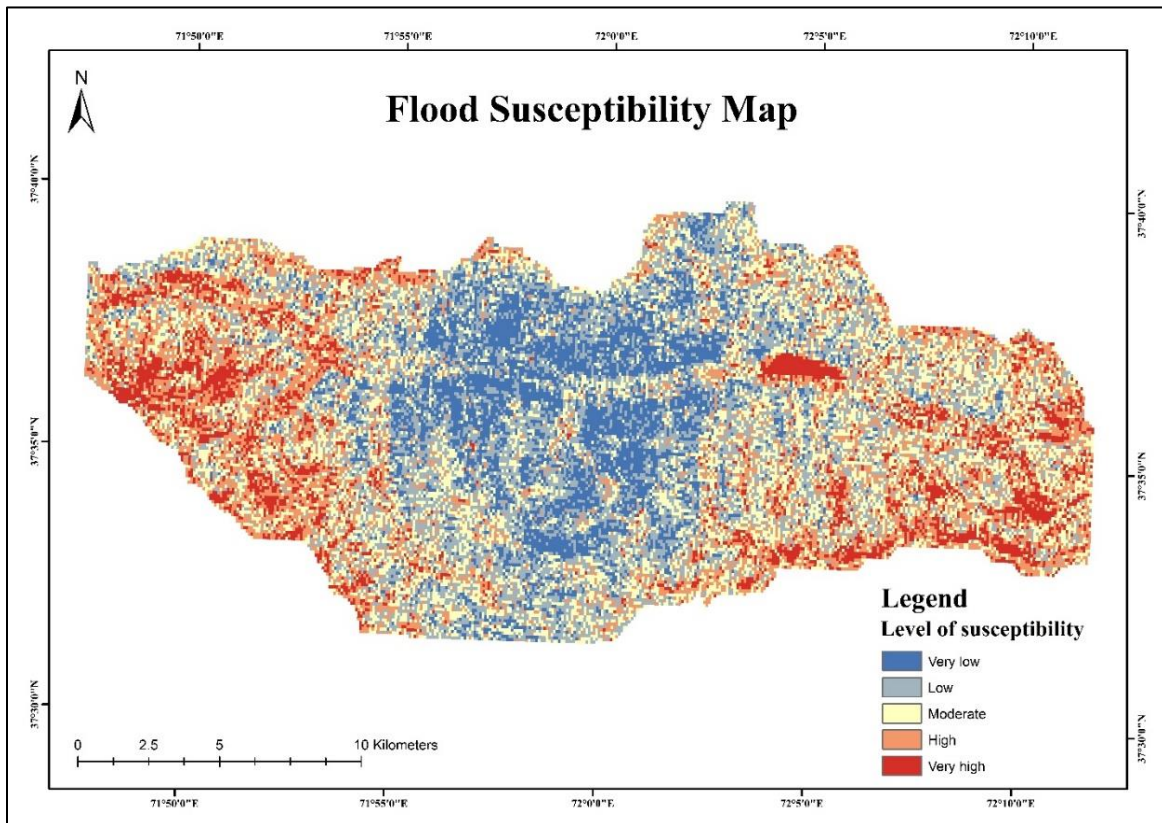 71°50'0"E 71°55'0"E 72°0'0"E 72°5'0"E 72°10'0"E
N
Flood Susceptibility Map
37°40'0"N
37°40'0"N
37°35'0"N
37°35'0"N
37°30'0"N
37°30'0"N
Legend
Level of susceptibility
Very low
Low
Moderate
High
Very high
0 2.5 5 10 Kilometers
71°50'0"E 71°55'0"E 72°0'0"E 72°5'0"E 72°10'0"E